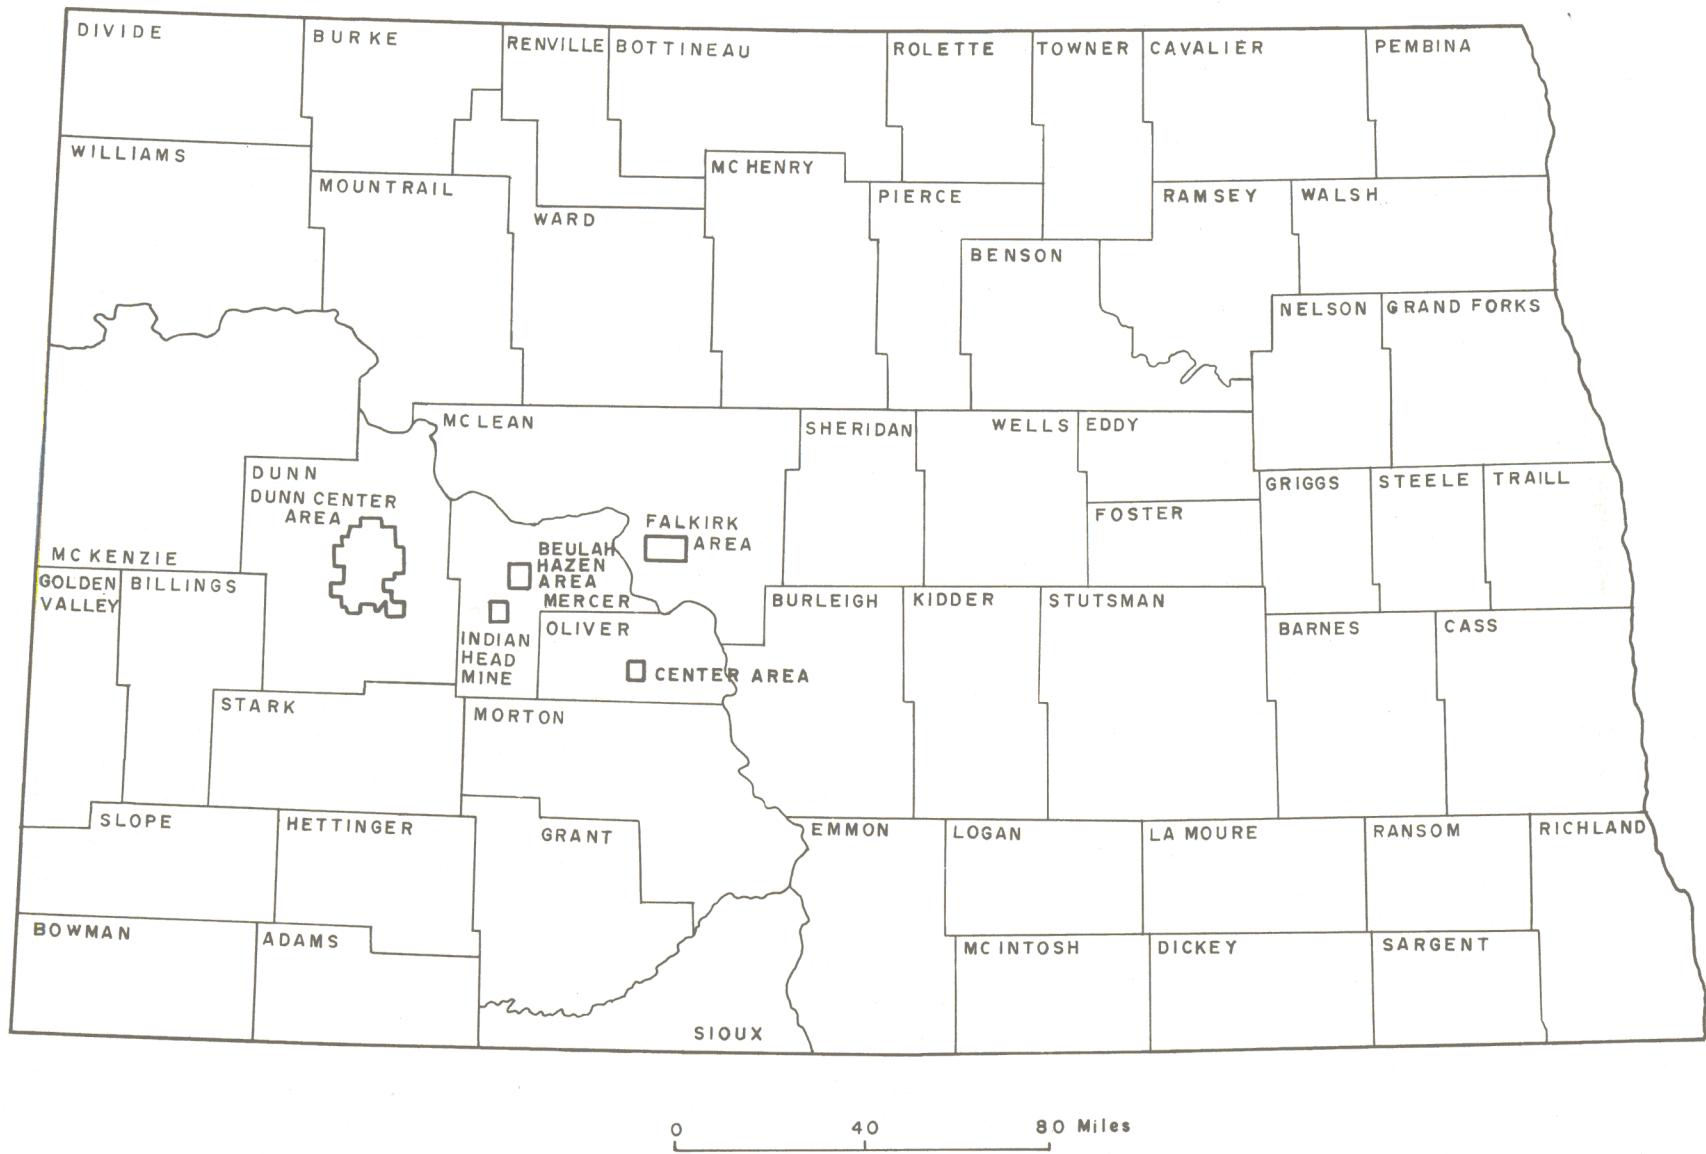 DIVIDE
BURKE
RENVILLE
BOTTINEAU
ROLETTE
TOWNER
CAVALIER
PEMBINA
WILLIAMS
MOUNTRAIL
WARD
MC HENRY
PIERCE
BENSON
RAMSEY
WALSH
NELSON
GRAND FORKS
MC KENZIE
DUNN
DUNN CENTER
AREA
MCLEAN
SHERIDAN
WELLS
EDDY
FOSTER
GRIGGS
STEELE
TRAILL
FALKIRK
AREA
BEULAH
HAZEN
AREA
MERCER
INDIAN
HEAD
MINE
OLIVER
CENTER AREA
GOLDEN
VALLEY
BILLINGS
STARK
MORTON
BURLEIGH
KIDDER
STUTSMAN
BARNES
CASS
SLOPE
HETTINGER
GRANT
EMMON
LOGAN
LA MOURE
RANSOM
RICHLAND
BOWMAN
ADAMS
SIOUX
MC INTOSH
DICKEY
SARGENT
0 40 80 Miles